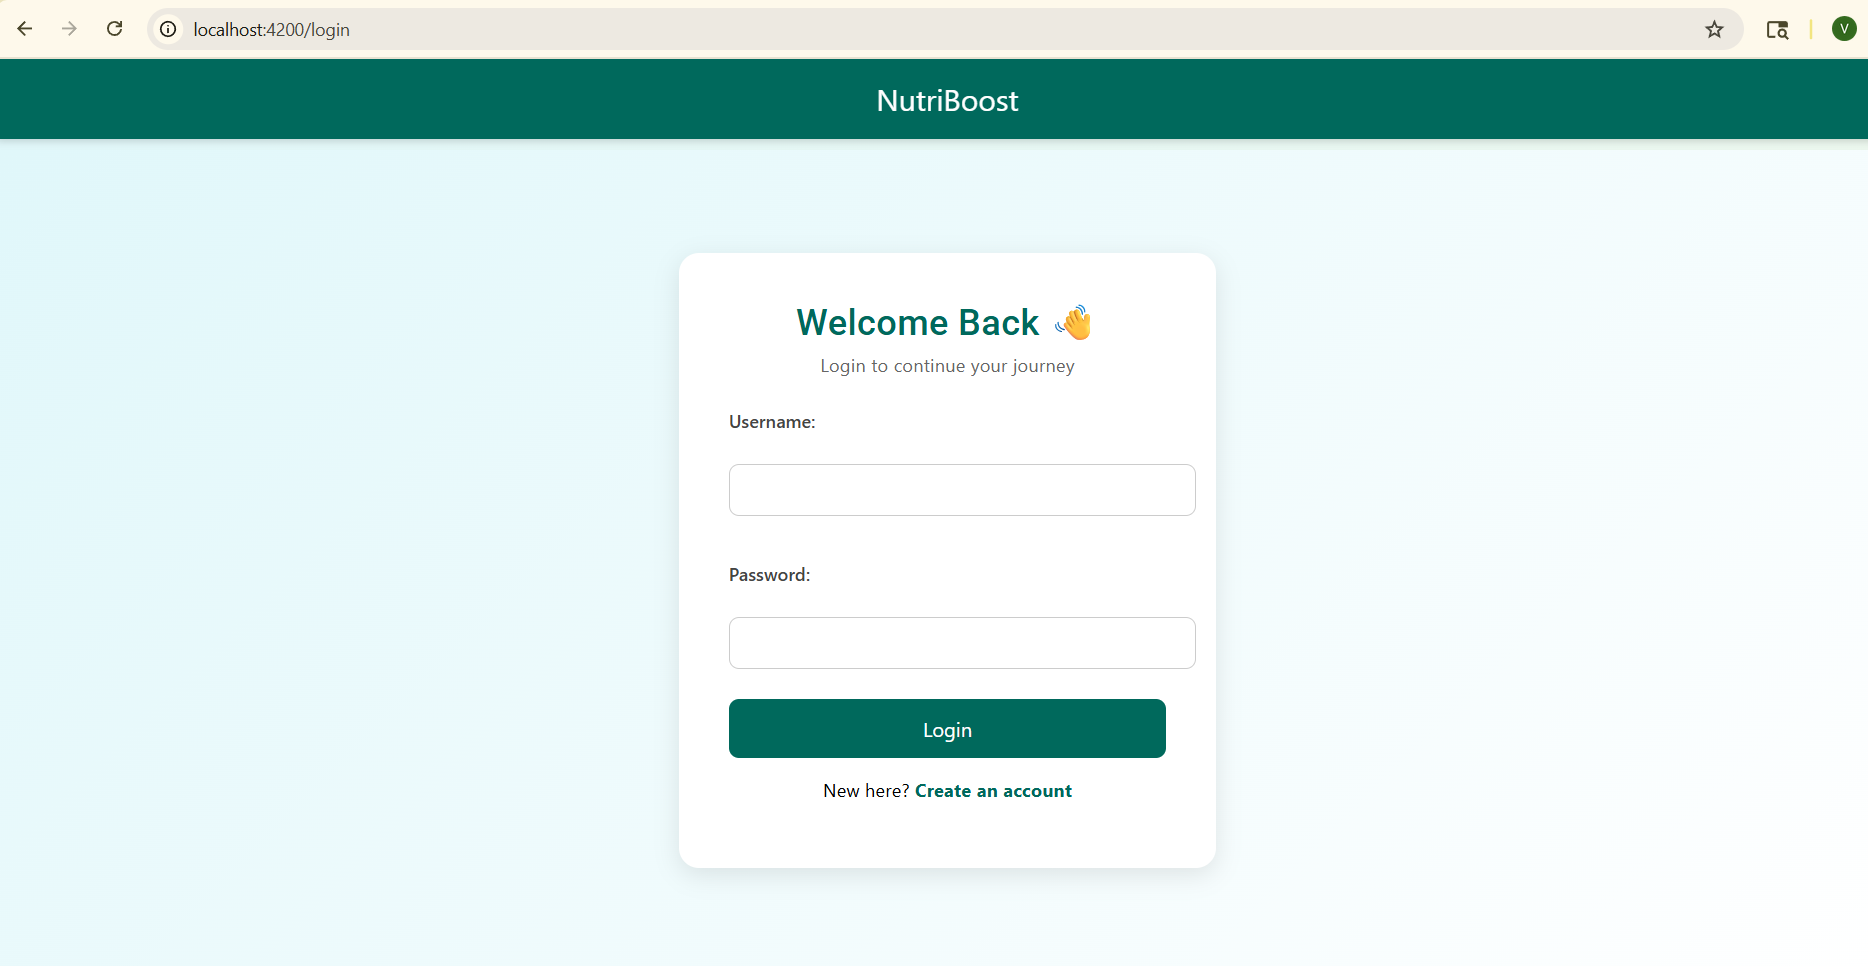 localhost:4200/login
V
NutriBoost
Welcome Back 👋
Login to continue your journey
Username:
Password:
Login
New here? Create an account